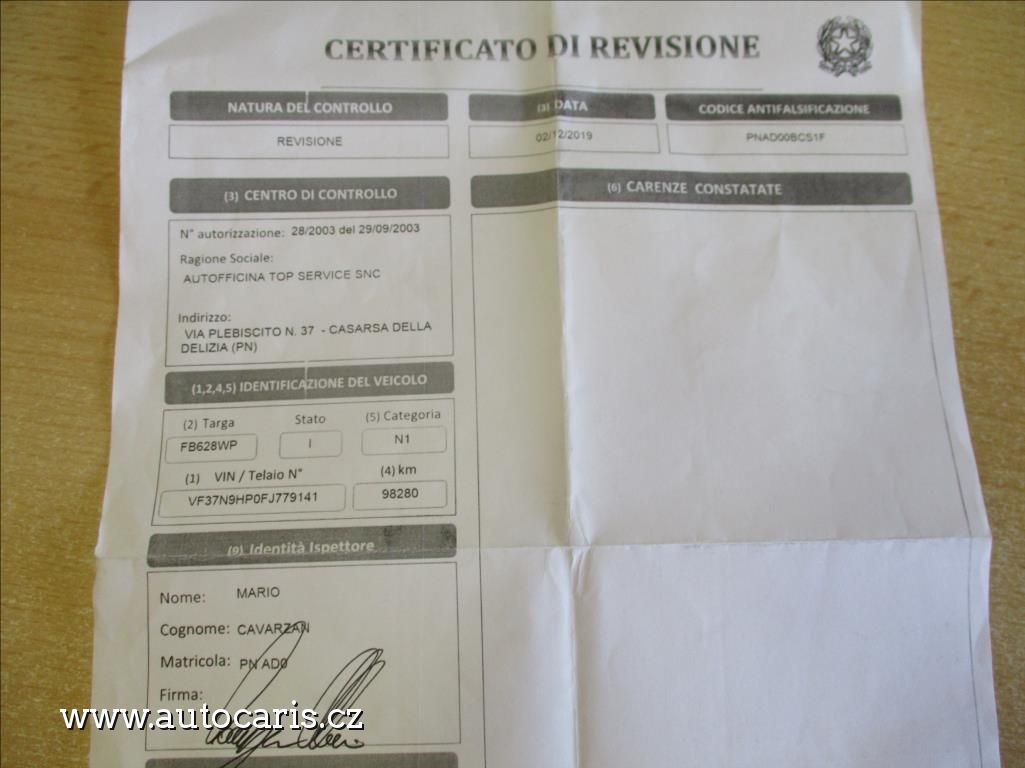 CERTIFICATO DI REVISIONE
NATURA DEL CONTROLLO
REVISIONE
(3) DATA
02/12/2019
CODICE ANTIFALSIFICAZIONE
PNAD00BCS1F
(3) CENTRO DI CONTROLLO
N° autorizzazione: 28/2003 del 29/09/2003
Ragione Sociale:
AUTOFFICINA TOP SERVICE SNC
Indirizzo:
VIA PLEBISCITO N. 37 - CASARSA DELLA
DELIZIA (PN)
(6) CARENZE CONSTATATE
(1,2,4,5) IDENTIFICAZIONE DEL VEICOLO
(2) Targa Stato (5) Categoria
FB628WP I N1
(1) VIN / Telaio N° (4) km
VF37N9HP0FJ779141 98280
(9) Identità Ispettore
Nome: MARIO
Cognome: CAVARZAN
Matricola: PN AD0
Firma:
www.autocaris.cz